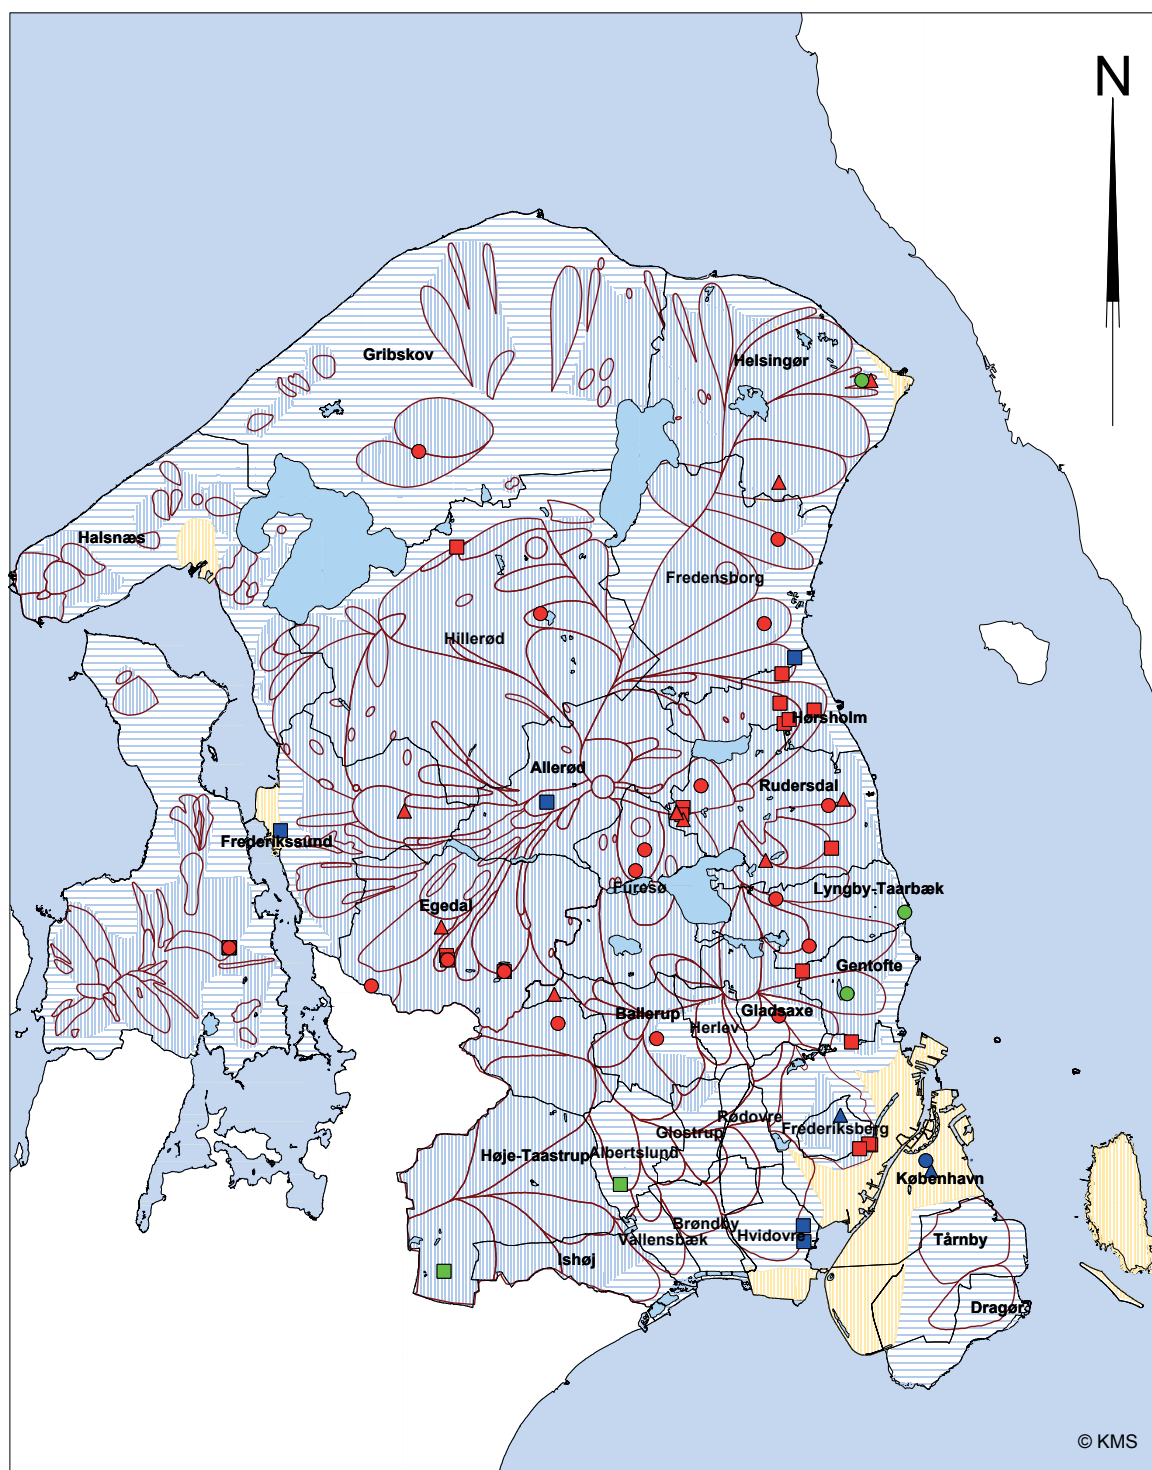 N
Gribskov
Helsingør
Halsnæs
Fredensborg
Hillerød
Hørsholm
Allerød
Rudersdal
Frederikssund
Furesø
Lyngby-Taarbæk
Egedal
Gentofte
Ballerup
Gladsaxe
Herlev
Rødovre
Frederiksberg
Glostrup
Høje-Taastrup
Albertslund
København
Brøndby
Hvidovre
Vallensbæk
Tårnby
Ishøj
Dragør
© KMS